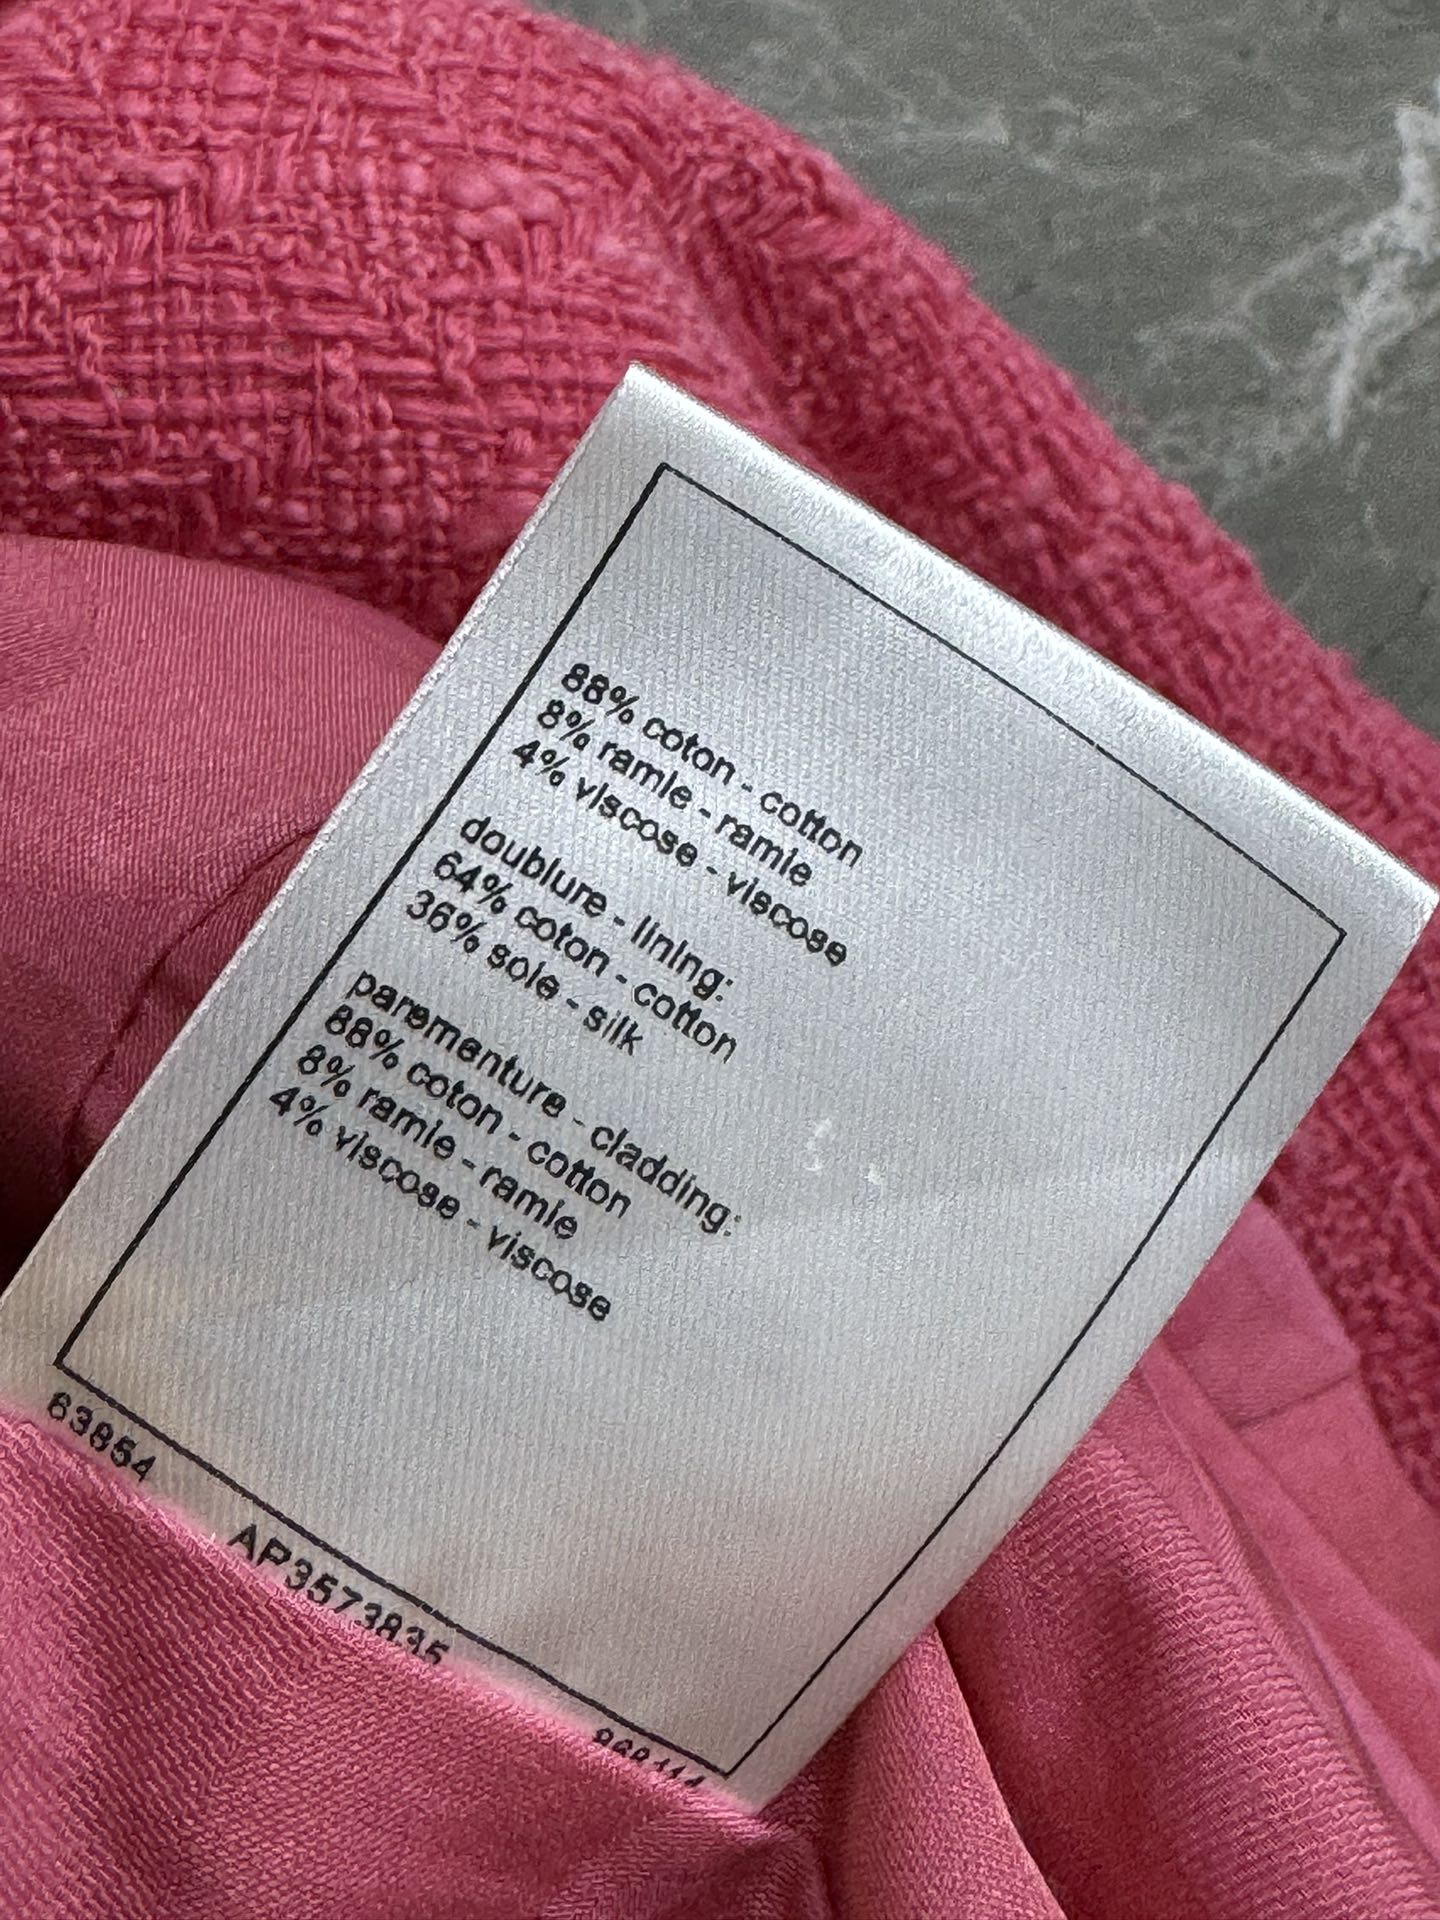 88% coton - cotton
8% ramie - ramie
4% viscose - viscose
doublure - lining:
64% coton - cotton
36% soie - silk
parementure - cladding:
88% coton - cotton
8% ramie - ramie
4% viscose - viscose
63854
AP3573835